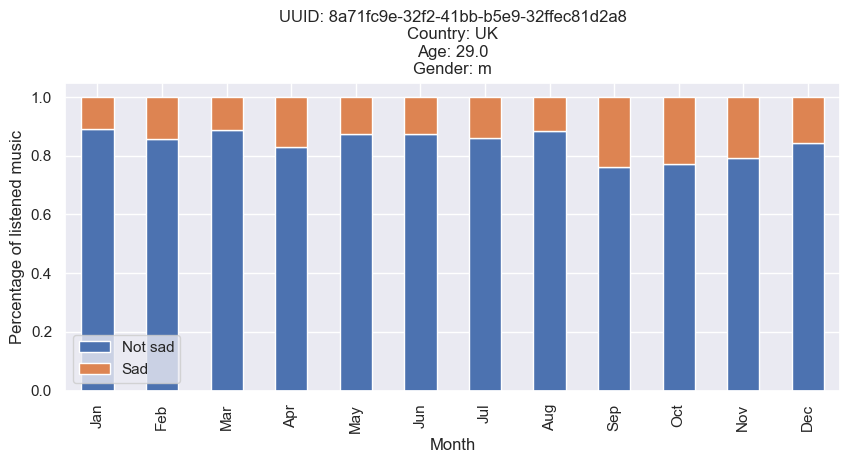 UUID: 8a71fc9e-32f2-41bb-b5e9-32ffec81d2a8
Country: UK
Age: 29.0
Gender: m
Percentage of listened music
1.0
0.8
0.6
0.4
0.2
0.0
Not sad
Sad
Jan Feb Mar Apr May Jun Jul Aug Sep Oct Nov Dec
Month